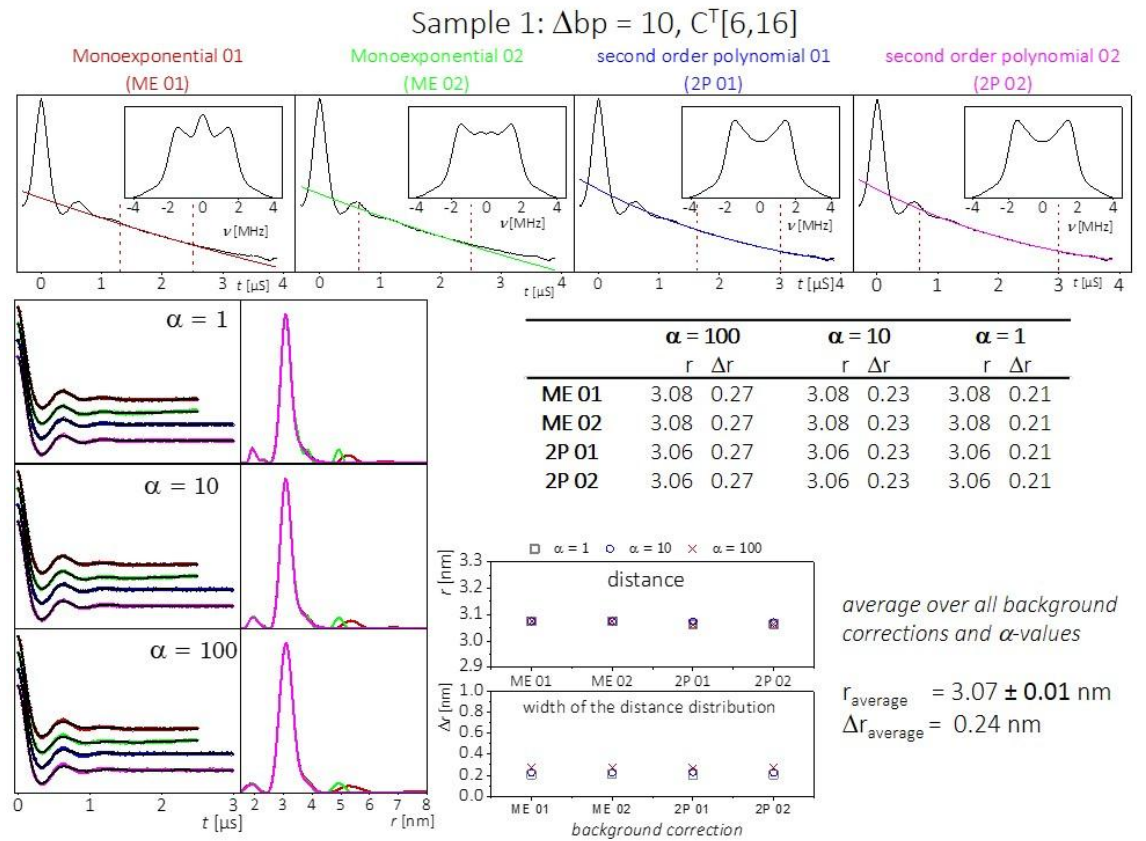 Sample 1: Δbp = 10, Cᵀ[6,16]
Monoexponential 01
(ME 01)
Monoexponential 02
(ME 02)
second order polynomial 01
(2P 01)
second order polynomial 02
(2P 02)
-4 -2 0 2 4
ν [MHz]
-4 -2 0 2 4
ν [MHz]
-4 -2 0 2 4
ν [MHz]
-4 -2 0 2 4
ν [MHz]
0 1 2 3 4
t [μS]
0 1 2 3 4
t [μS]
0 1 2 3 4
t [μS]
0 1 2 3 4
t [μS]
α = 1
α = 10
α = 100
0 1 2 3
t [μs]
2 3 4 5 6 7 8
r [nm]
α = 100 α = 10 α = 1
r Δr r Δr r Δr
ME 01 3.08 0.27 3.08 0.23 3.08 0.21
ME 02 3.08 0.27 3.08 0.23 3.08 0.21
2P 01 3.06 0.27 3.06 0.23 3.06 0.21
2P 02 3.06 0.27 3.06 0.23 3.06 0.21
α = 1 α = 10 α = 100
r [nm]
3.3
3.2
3.1
3.0
2.9
distance
ME 01 ME 02 2P 01 2P 02
Δr [nm]
1.0
0.8
0.6
0.4
0.2
0.0
width of the distance distribution
ME 01 ME 02 2P 01 2P 02
background correction
average over all background
corrections and α-values
r average = 3.07 ± 0.01 nm
Δr average = 0.24 nm